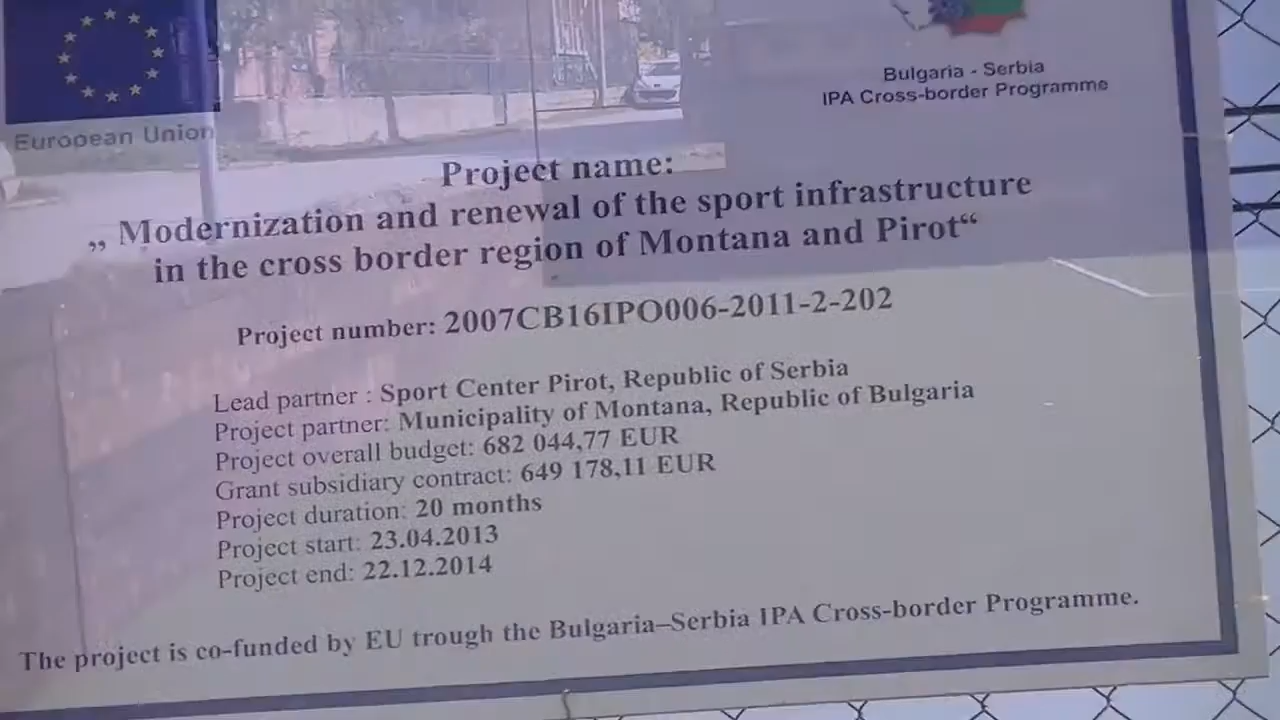 European Union
Bulgaria - Serbia
IPA Cross-border Programme
Project name:
„ Modernization and renewal of the sport infrastructure
in the cross border region of Montana and Pirot“
Project number: 2007CB16IPO006-2011-2-202
Lead partner : Sport Center Pirot, Republic of Serbia
Project partner: Municipality of Montana, Republic of Bulgaria
Project overall budget: 682 044,77 EUR
Grant subsidiary contract: 649 178,11 EUR
Project duration: 20 months
Project start: 23.04.2013
Project end: 22.12.2014
The project is co-funded by EU trough the Bulgaria–Serbia IPA Cross-border Programme.